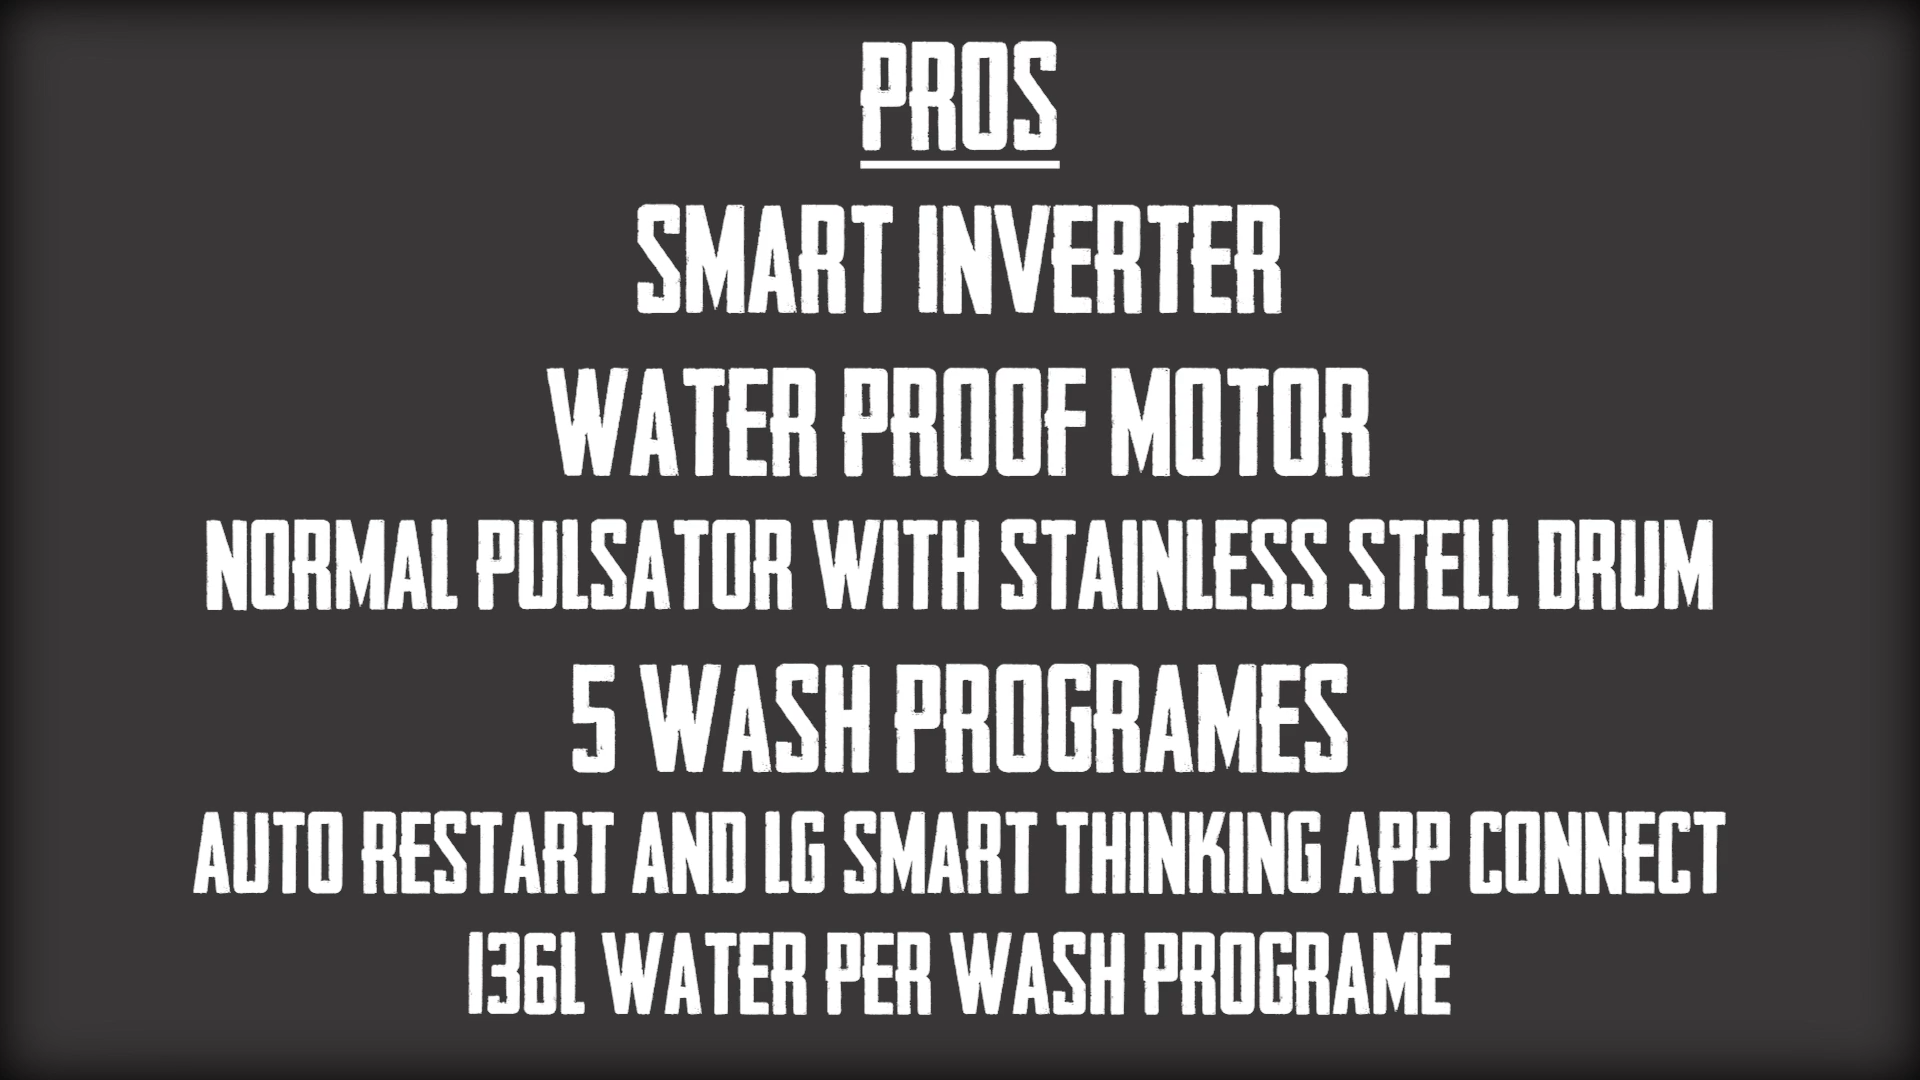 PROS
SMART INVERTER
WATER PROOF MOTOR
NORMAL PULSATOR WITH STAINLESS STELL DRUM
5 WASH PROGRAMES
AUTO RESTART AND LG SMART THINKING APP CONNECT
136L WATER PER WASH PROGRAME